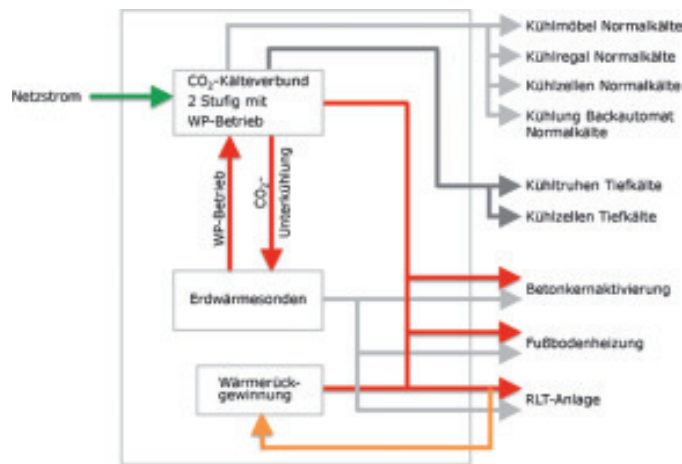 Netzstrom
CO₂-Kälteverbund
2 Stufig mit
WP-Betrieb
WP-Betrieb
CO₂-
Unterkühlung
Erdwärmesonden
Wärmerück-
gewinnung
Kühlmöbel Normalkälte
Kühlregal Normalkälte
Kühlzellen Normalkälte
Kühlung Backautomat
Normalkälte
Kühltruhen Tiefkälte
Kühlzellen Tiefkälte
Betonkernaktivierung
Fußbodenheizung
RLT-Anlage